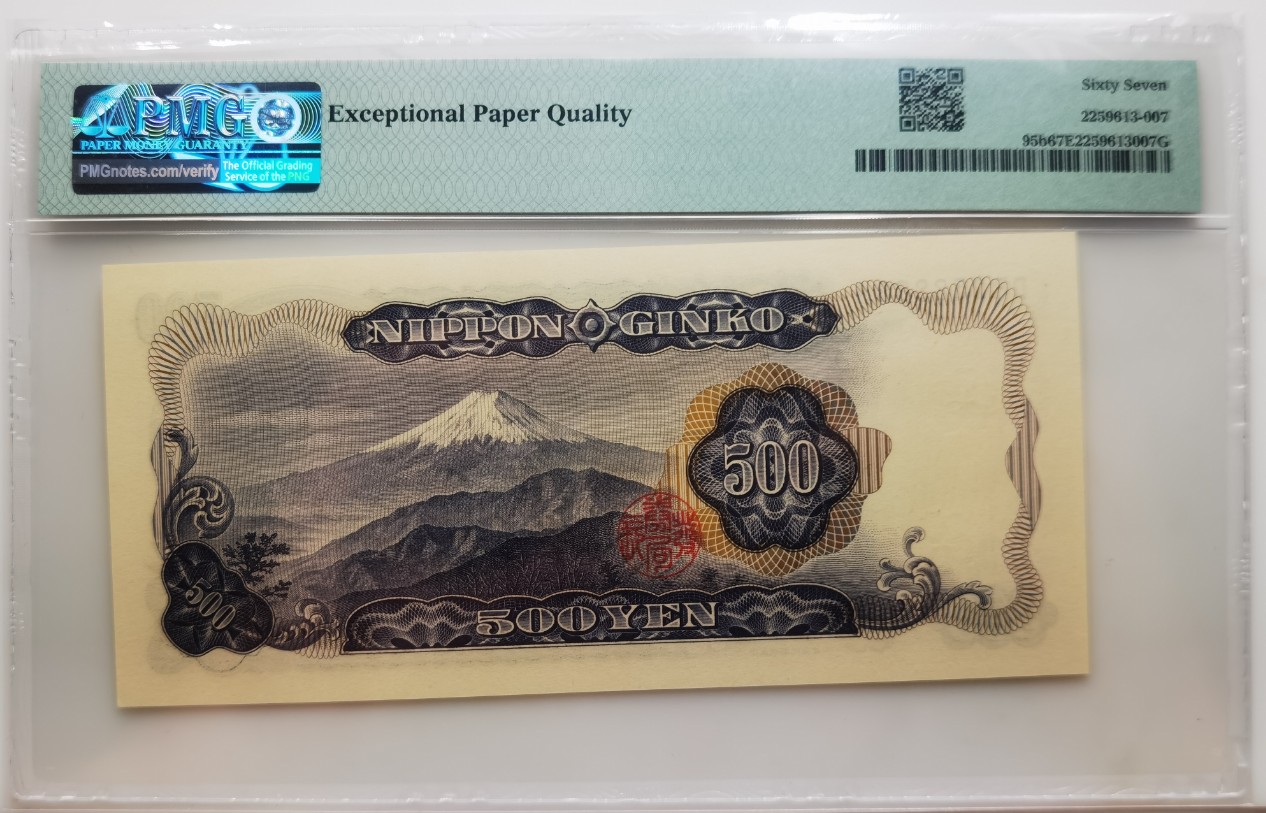 PMG
PAPER MONEY GUARANTY
PMGnotes.com/verify
The Official Grading
Service of the PNG
Exceptional Paper Quality
Sixty Seven
2259613-007
95b67E2259613007G
NIPPON GINKO
500
500
500 YEN